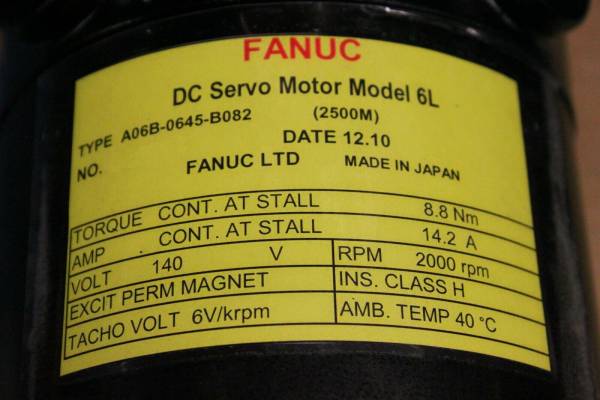 FANUC
DC Servo Motor Model 6L
TYPE A06B-0645-B082 (2500M)
DATE 12.10
NO. FANUC LTD MADE IN JAPAN
TORQUE CONT. AT STALL 8.8 Nm
AMP CONT. AT STALL 14.2 A
VOLT 140 V RPM 2000 rpm
EXCIT PERM MAGNET INS. CLASS H
TACHO VOLT 6V/krpm AMB. TEMP 40 °C